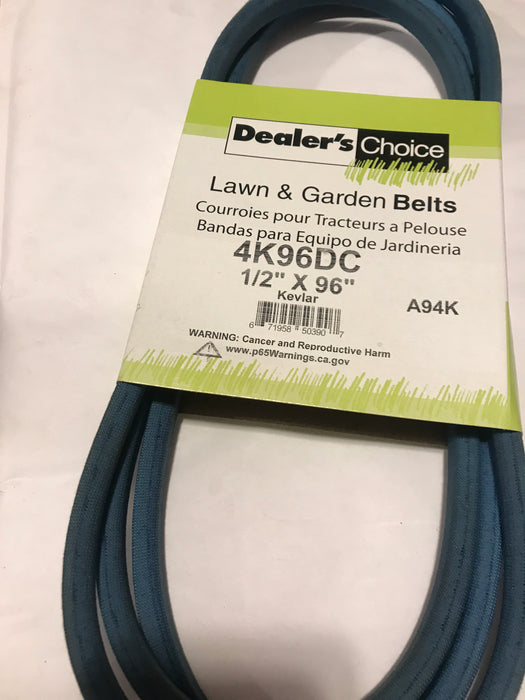 Dealer's Choice
Lawn & Garden Belts
Courroies pour Tracteurs a Pelouse
Bandas para Equipo de Jardineria
4K96DC
1/2" X 96"
Kevlar
A94K
6 71958 50390 7
WARNING: Cancer and Reproductive Harm
www.p65Warnings.ca.gov